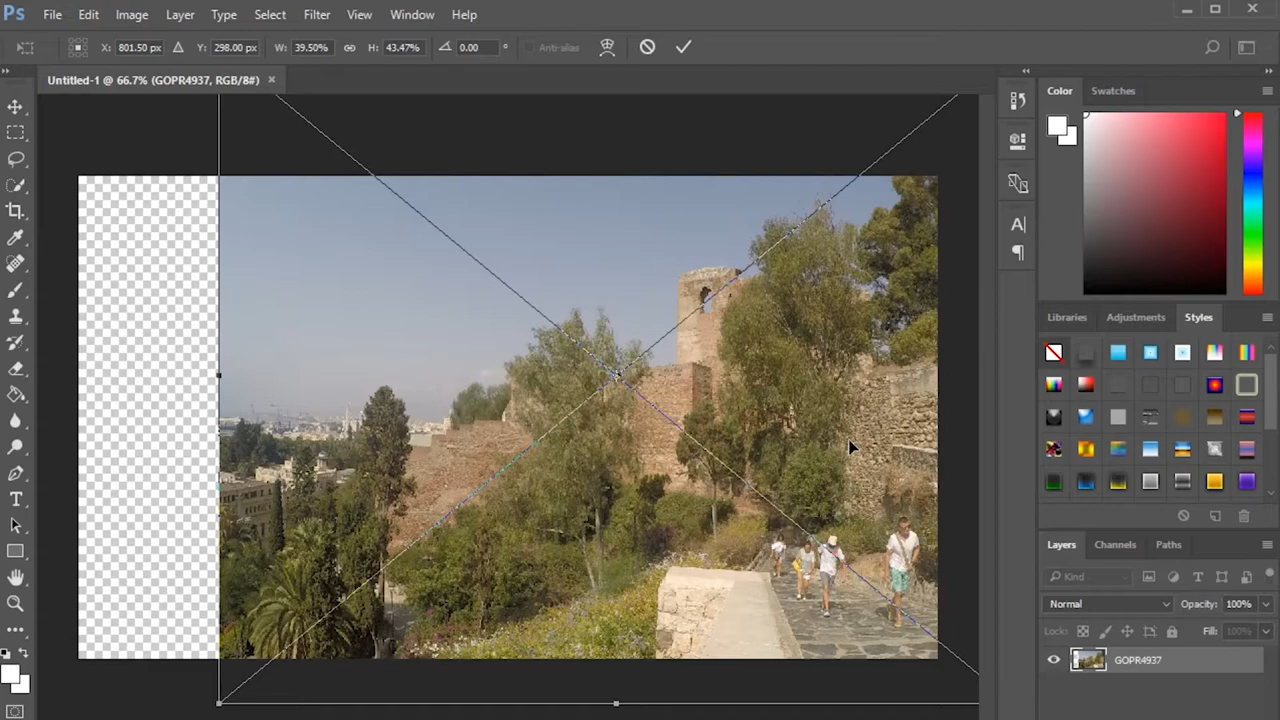 Ps File Edit Image Layer Type Select Filter View Window Help
X: 801.50 px Y: 298.00 px W: 39.50% H: 43.47% 0.00 ° Anti-alias
Untitled-1 @ 66.7% (GOPR4937, RGB/8#) ×
Color Swatches
Libraries Adjustments Styles
Layers Channels Paths
Kind
Normal Opacity: 100%
Locks: Fill: 100%
GOPR4937